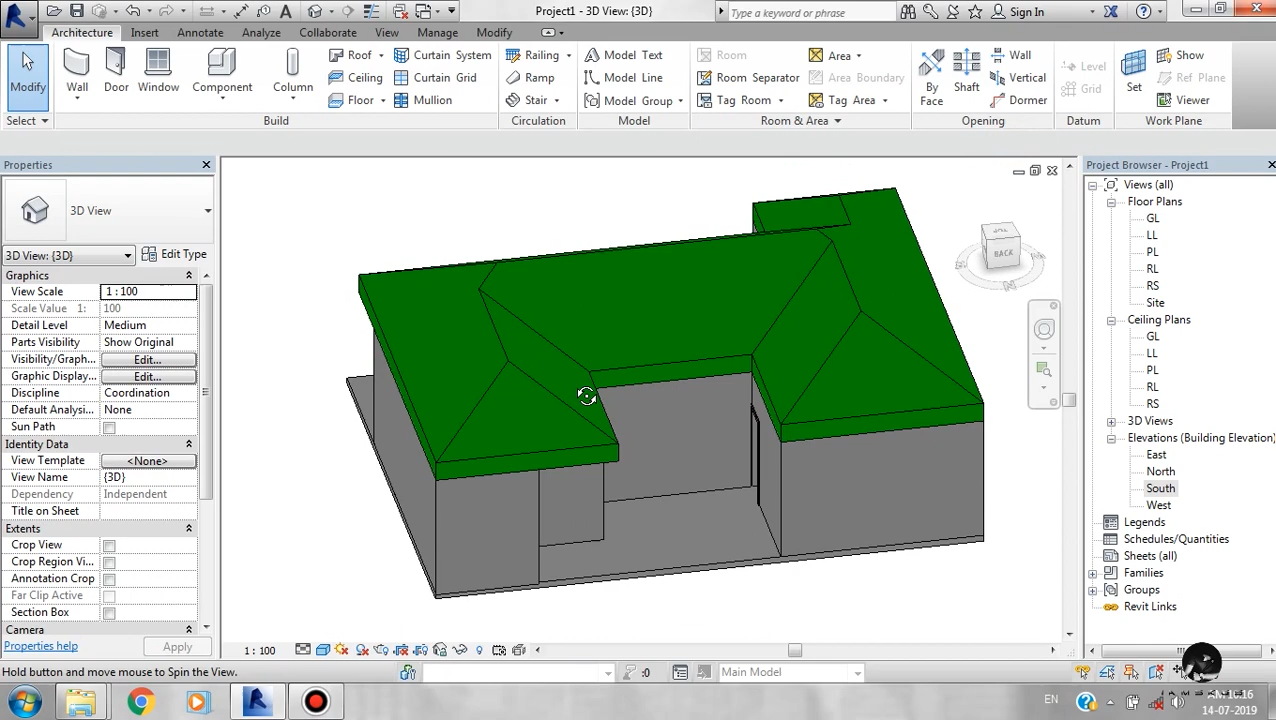 Project1 - 3D View: {3D}
Type a keyword or phrase
Sign In
Architecture Insert Annotate Analyze Collaborate View Manage Modify
Modify Wall Door Window Component Column
Roof Curtain System Railing Model Text Room Area Wall Level Show
Ceiling Curtain Grid Ramp Model Line Room Separator Area Boundary By Face Shaft Vertical Grid Set Ref Plane
Floor Mullion Stair Model Group Tag Room Tag Area Dormer Viewer
Select Build Circulation Model Room & Area Opening Datum Work Plane
Properties
3D View
3D View: {3D} Edit Type
Graphics
View Scale 1 : 100
Scale Value 1: 100
Detail Level Medium
Parts Visibility Show Original
Visibility/Graph... Edit...
Graphic Display... Edit...
Discipline Coordination
Default Analysi... None
Sun Path
Identity Data
View Template <None>
View Name {3D}
Dependency Independent
Title on Sheet
Extents
Crop View
Crop Region Vi...
Annotation Crop
Far Clip Active
Section Box
Camera
Properties help Apply
BACK
Project Browser - Project1
Views (all)
Floor Plans
GL
LL
PL
RL
RS
Site
Ceiling Plans
GL
LL
PL
RL
RS
3D Views
Elevations (Building Elevation)
East
North
South
West
Legends
Schedules/Quantities
Sheets (all)
Families
Groups
Revit Links
1 : 100
Hold button and move mouse to Spin the View.
:0
Main Model
EN
14-07-2019